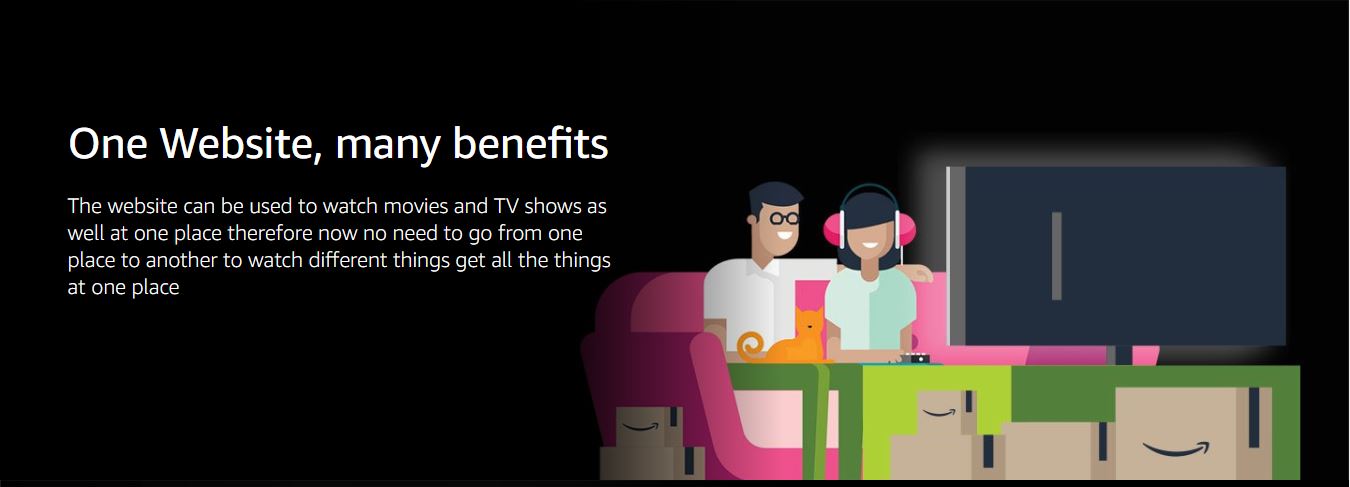 One Website, many benefits
The website can be used to watch movies and TV shows as
well at one place therefore now no need to go from one
place to another to watch different things get all the things
at one place